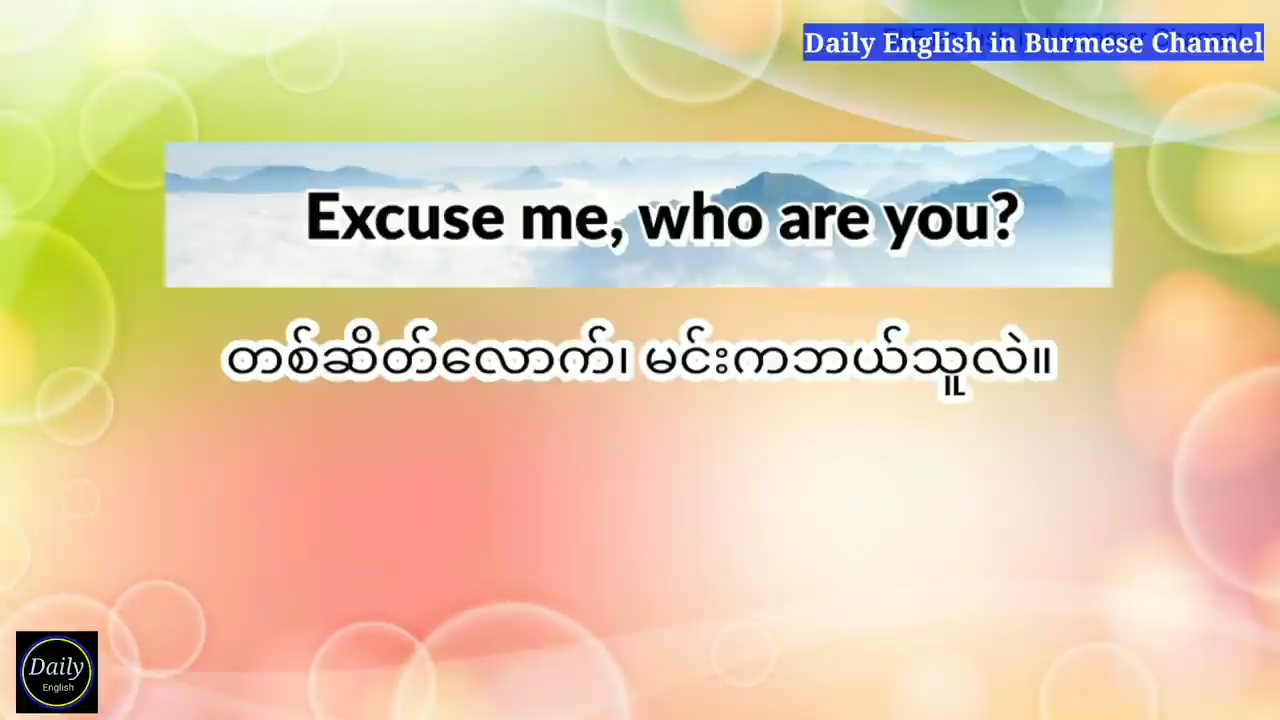 Daily English in Burmese Channel
Excuse me, who are you?
တစ်ဆိတ်လောက်၊ မင်းကဘယ်သူလဲ။
Daily
English